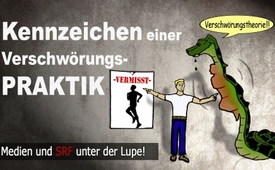 Kennzeichen einer
Verschwörungs-
PRAKTIK
Verschwörungstheorie!!
-VERMISST-
Medien und SRF unter der Lupe!